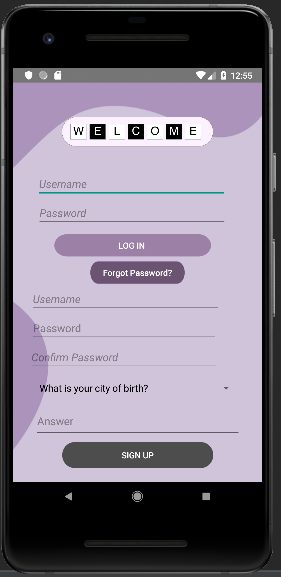 12:55
WELCOME
Username
Password
LOG IN
Forgot Password?
Username
Password
Confirm Password
What is your city of birth?
Answer
SIGN UP